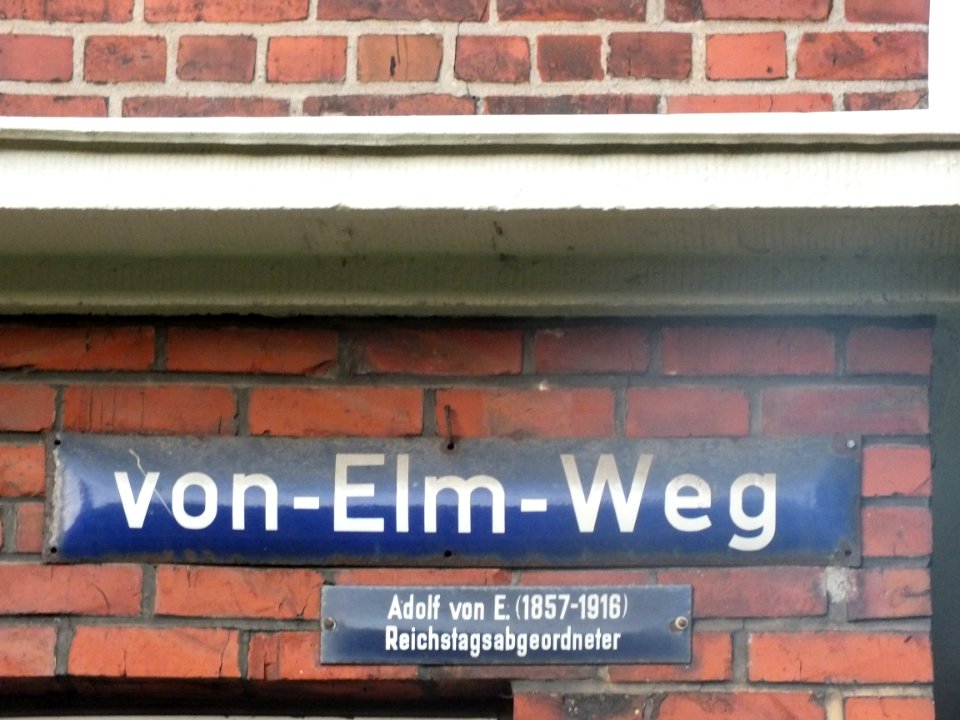 von-Elm-Weg
Adolf von E. (1857-1916)
Reichstagsabgeordneter